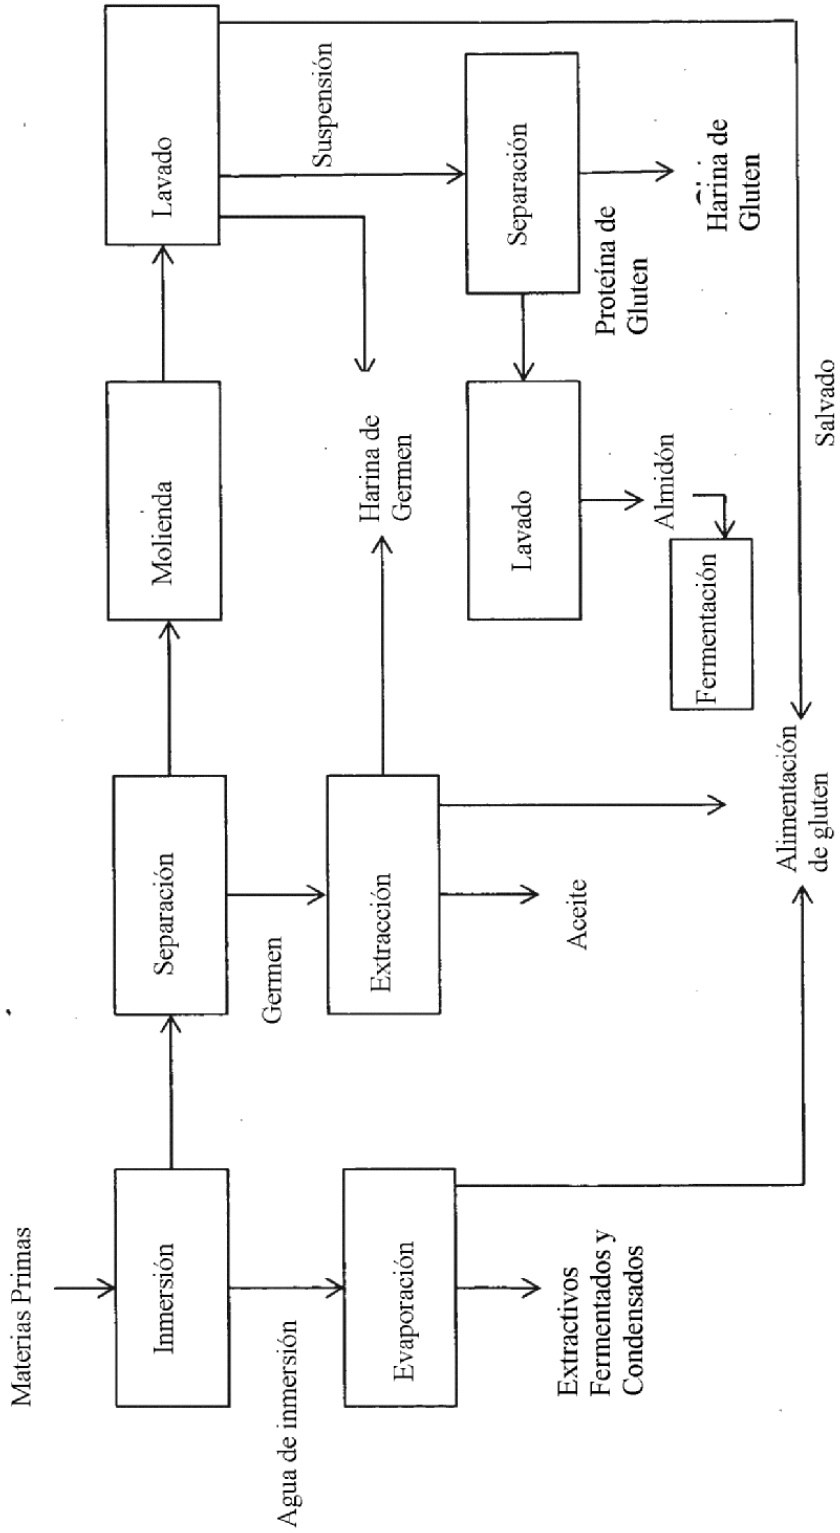 Materias Primas
Inmersión
Separación
Molienda
Lavado
Agua de inmersión
Germen
Suspensión
Evaporación
Extracción
Harina de
Germen
Lavado
Separación
Extractivos
Fermentados y
Condensados
Aceite
Proteína de
Gluten
Almidón
Harina de
Gluten
Fermentación
Alimentación
de gluten
Salvado